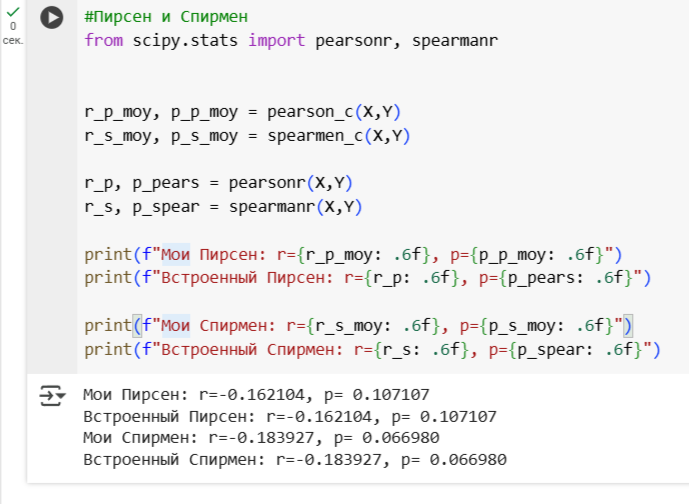 0
сек.
#Пирсен и Спирмен
from scipy.stats import pearsonr, spearmanr
r_p_moy, p_p_moy = pearson_c(X,Y)
r_s_moy, p_s_moy = spearmen_c(X,Y)
r_p, p_pears = pearsonr(X,Y)
r_s, p_spear = spearmanr(X,Y)
print(f"Мои Пирсен: r={r_p_moy: .6f}, p={p_p_moy: .6f}")
print(f"Встроенный Пирсен: r={r_p: .6f}, p={p_pears: .6f}")
print(f"Мои Спирмен: r={r_s_moy: .6f}, p={p_s_moy: .6f}")
print(f"Встроенный Спирмен: r={r_s: .6f}, p={p_spear: .6f}")
Мои Пирсен: r=-0.162104, p= 0.107107
Встроенный Пирсен: r=-0.162104, p= 0.107107
Мои Спирмен: r=-0.183927, p= 0.066980
Встроенный Спирмен: r=-0.183927, p= 0.066980